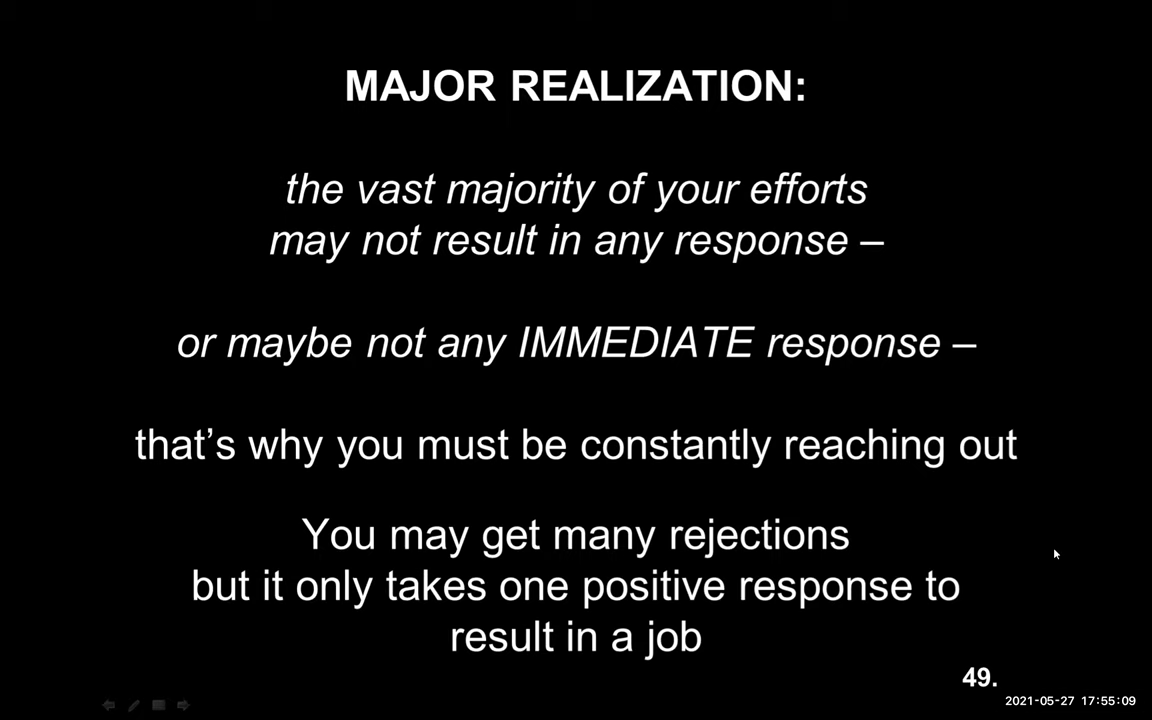 MAJOR REALIZATION:
the vast majority of your efforts
may not result in any response –
or maybe not any IMMEDIATE response –
that’s why you must be constantly reaching out
You may get many rejections
but it only takes one positive response to
result in a job
49.
2021-05-27 17:55:09